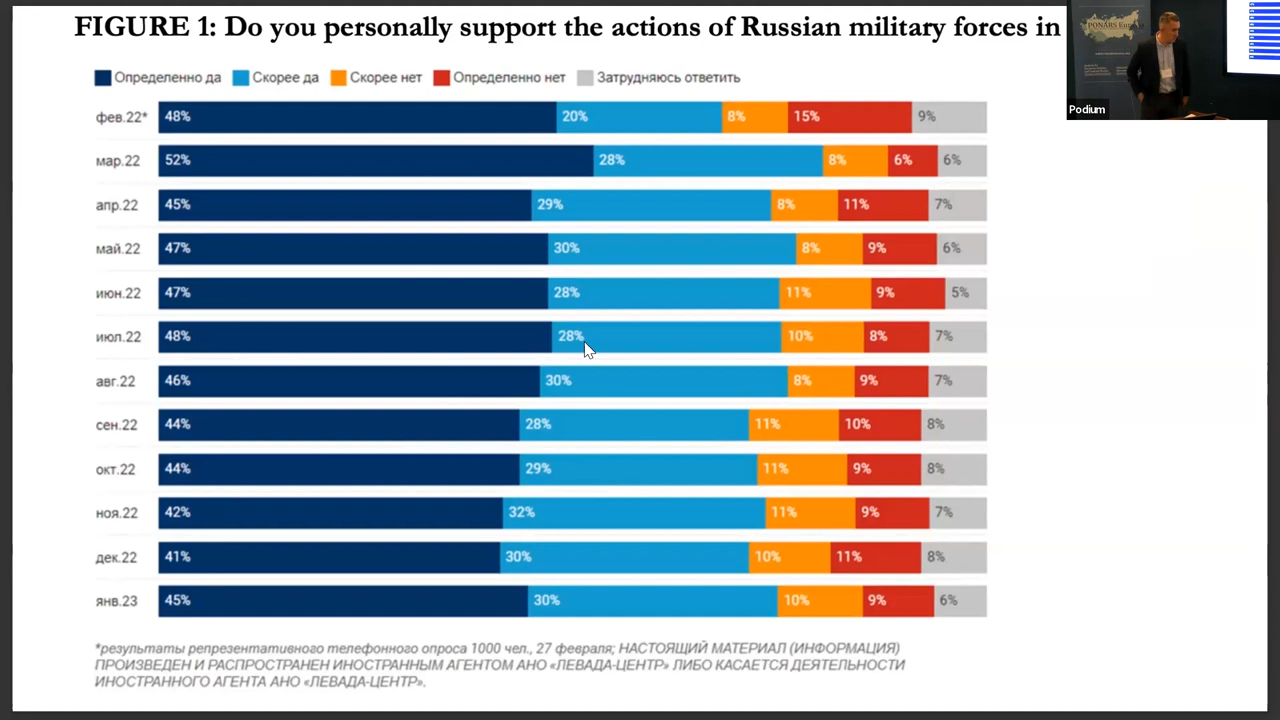 FIGURE 1: Do you personally support the actions of Russian military forces in
PONARS Eurasia
Podium
Определенно да Скорее да Скорее нет Определенно нет Затрудняюсь ответить
фев.22* 48% 20% 8% 15% 9%
мар.22 52% 28% 8% 6% 6%
апр.22 45% 29% 8% 11% 7%
май.22 47% 30% 8% 9% 6%
июн.22 47% 28% 11% 9% 5%
июл.22 48% 28% 10% 8% 7%
авг.22 46% 30% 8% 9% 7%
сен.22 44% 28% 11% 10% 8%
окт.22 44% 29% 11% 9% 8%
ноя.22 42% 32% 11% 9% 7%
дек.22 41% 30% 10% 11% 8%
янв.23 45% 30% 10% 9% 6%
*результаты репрезентативного телефонного опроса 1000 чел., 27 февраля; НАСТОЯЩИЙ МАТЕРИАЛ (ИНФОРМАЦИЯ)
ПРОИЗВЕДЕН И РАСПРОСТРАНЕН ИНОСТРАННЫМ АГЕНТОМ АНО «ЛЕВАДА-ЦЕНТР» ЛИБО КАСАЕТСЯ ДЕЯТЕЛЬНОСТИ
ИНОСТРАННОГО АГЕНТА АНО «ЛЕВАДА-ЦЕНТР».